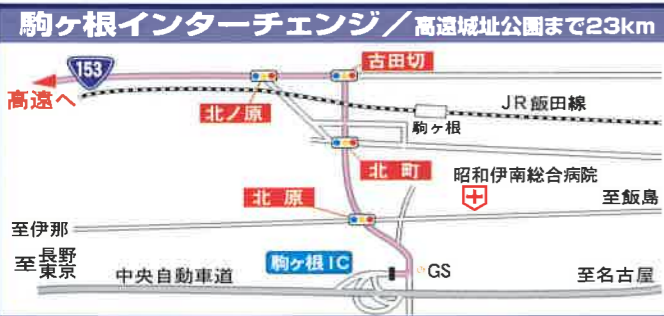 駒ヶ根インターチェンジ／高遠城址公園まで23km
153
古田切
高遠へ
北ノ原
JR飯田線
駒ヶ根
北町
昭和伊南総合病院
北原
至飯島
至伊那
至長野
東京
駒ヶ根IC
GS
中央自動車道
至名古屋